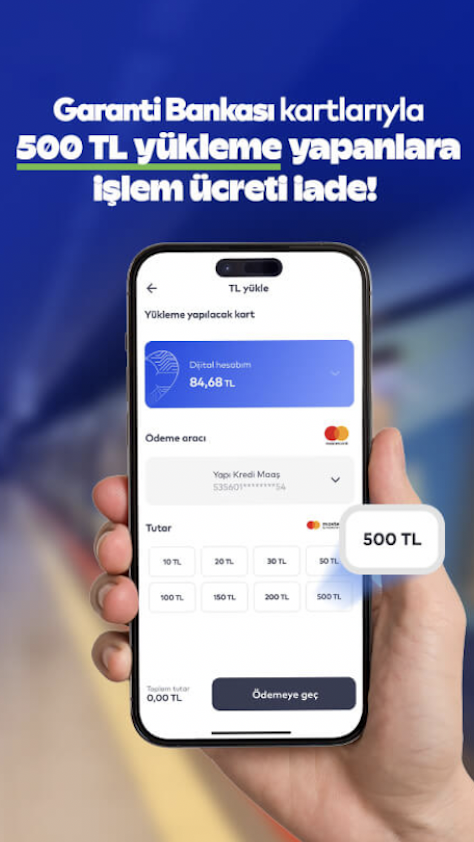 Garanti Bankası kartlarıyla
500 TL yükleme yapanlara
işlem ücreti iade!
TL yükle
Yükleme yapılacak kart
Dijital hesabım
84,68 TL
Ödeme aracı
Yapı Kredi Maaş
535601********54
Tutar
500 TL
10 TL
20 TL
30 TL
50 TL
100 TL
150 TL
200 TL
500 TL
Toplam tutar
0,00 TL
Ödemeye geç